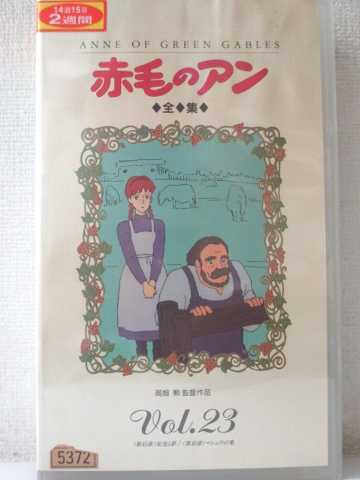 14泊15日
2週間
ANNE OF GREEN GABLES
赤毛のアン
◆全◆集◆
高畑 勲 監督作品
Vol.23
5372